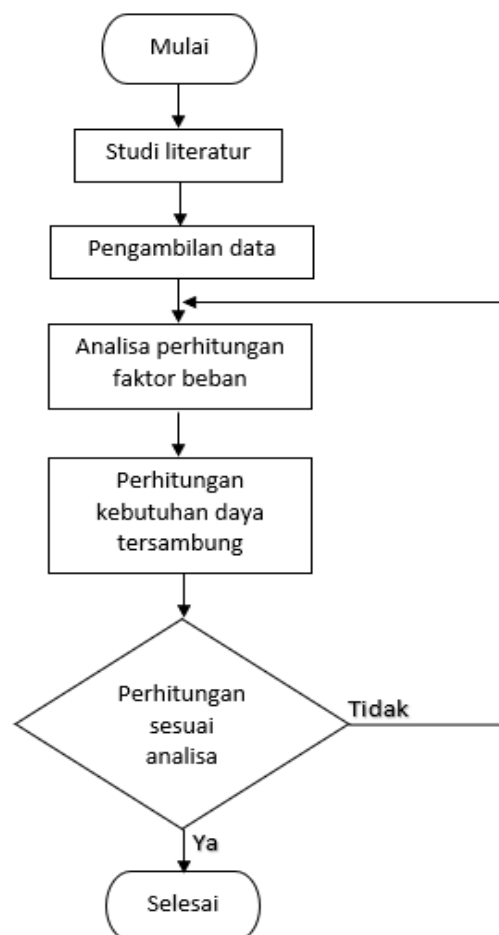 Mulai
Studi literatur
Pengambilan data
Analisa perhitungan
faktor beban
Perhitungan
kebutuhan daya
tersambung
Perhitungan
sesuai
analisa
Tidak
Ya
Selesai